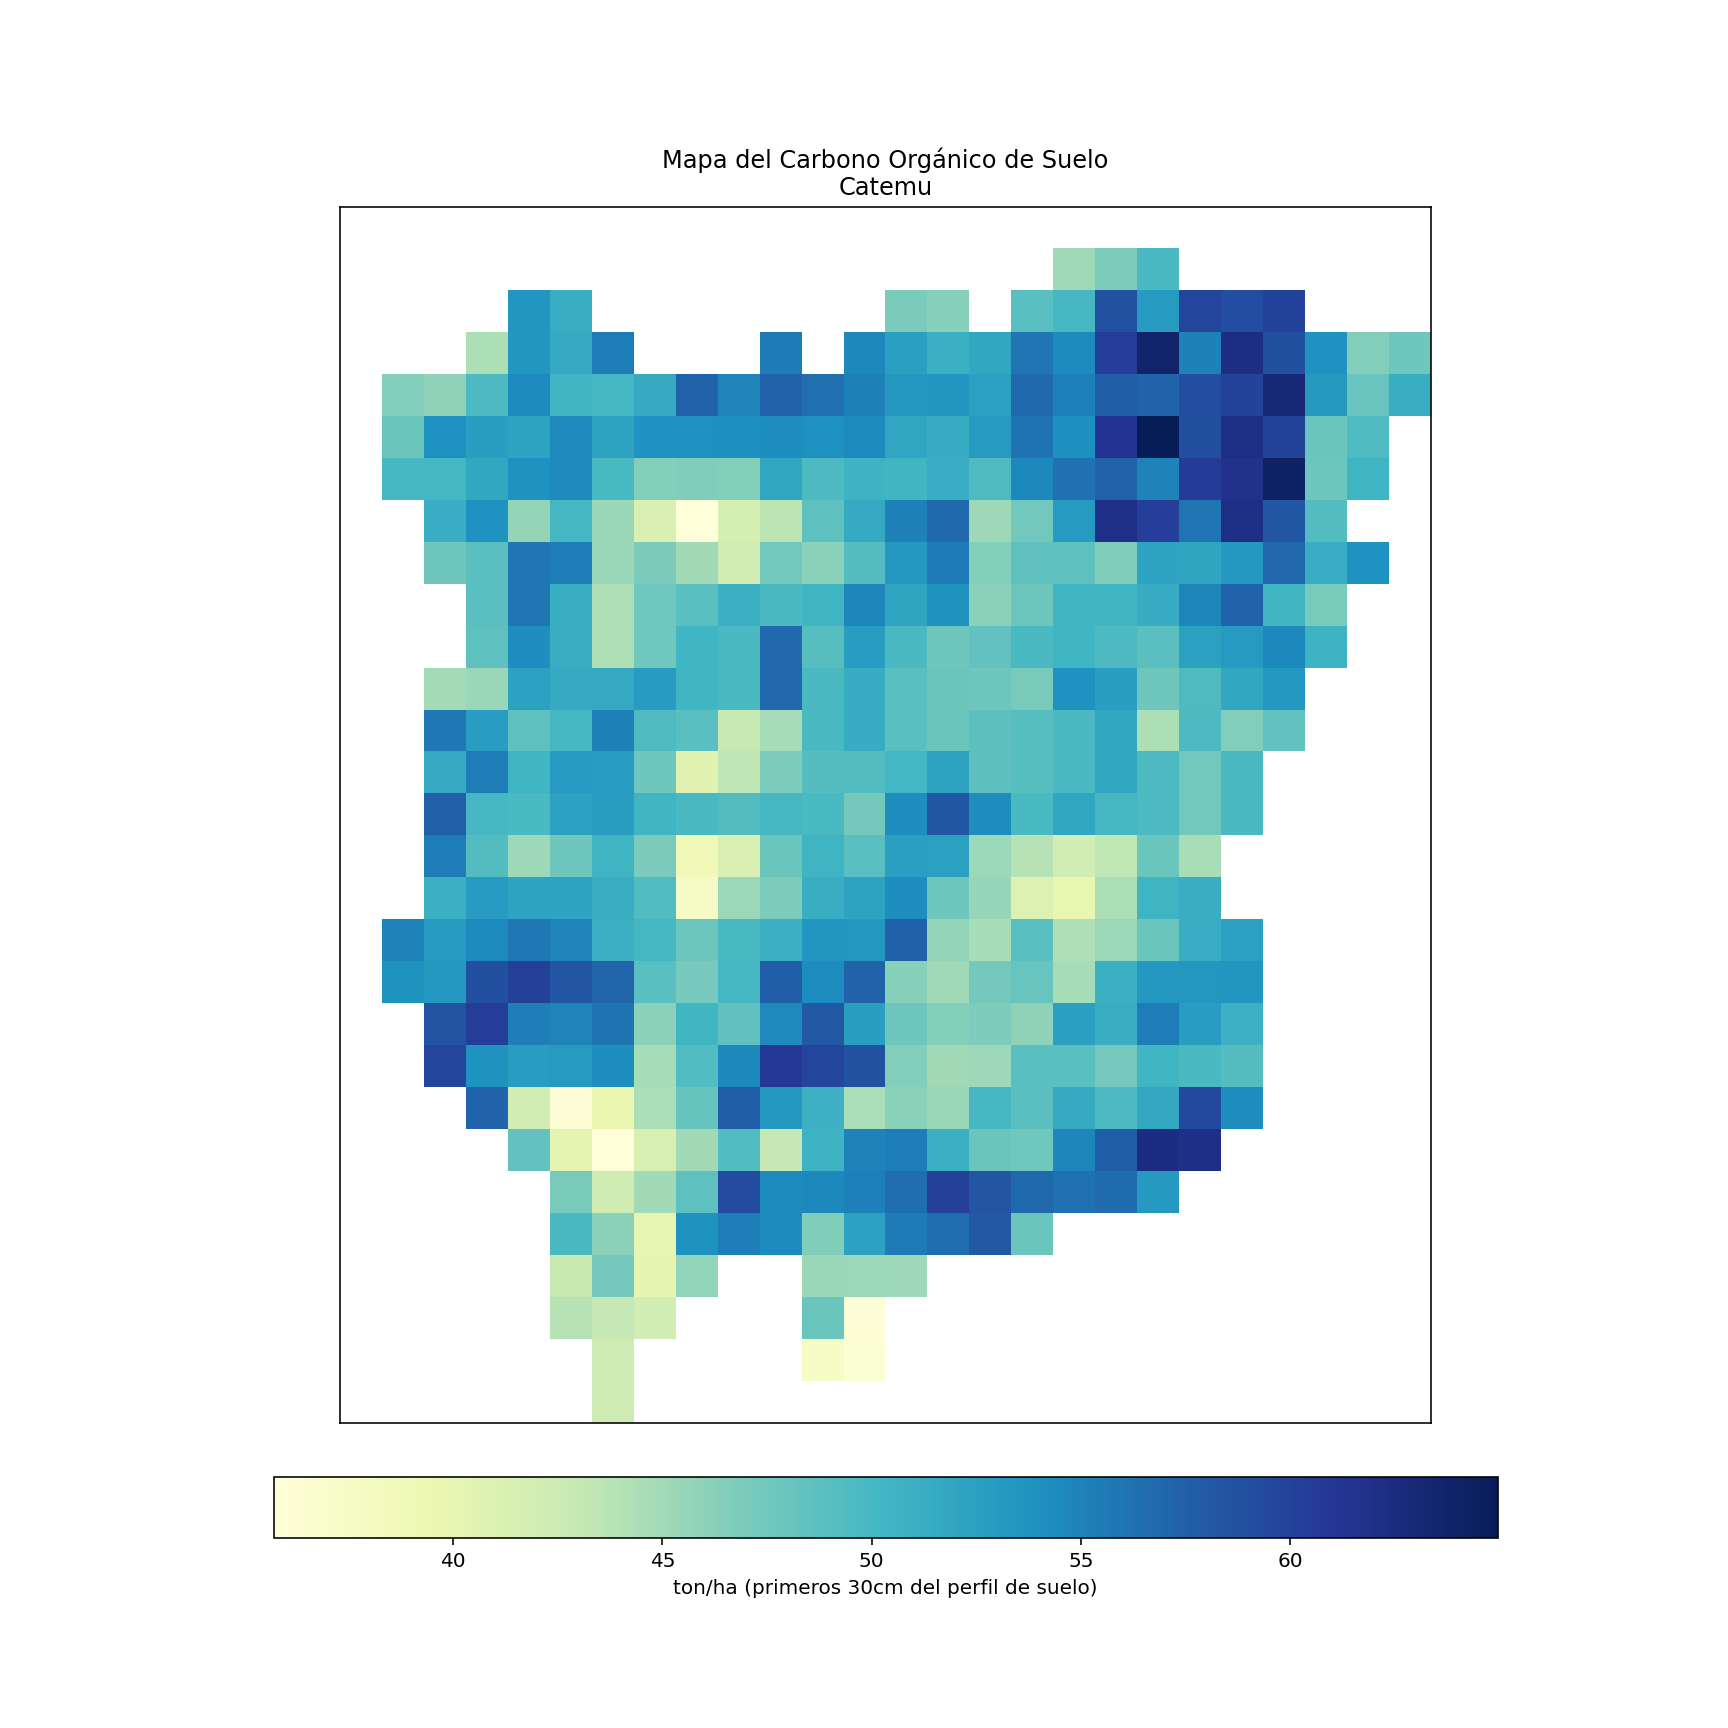 Mapa del Carbono Orgánico de Suelo
Catemu
40 45 50 55 60
ton/ha (primeros 30cm del perfil de suelo)